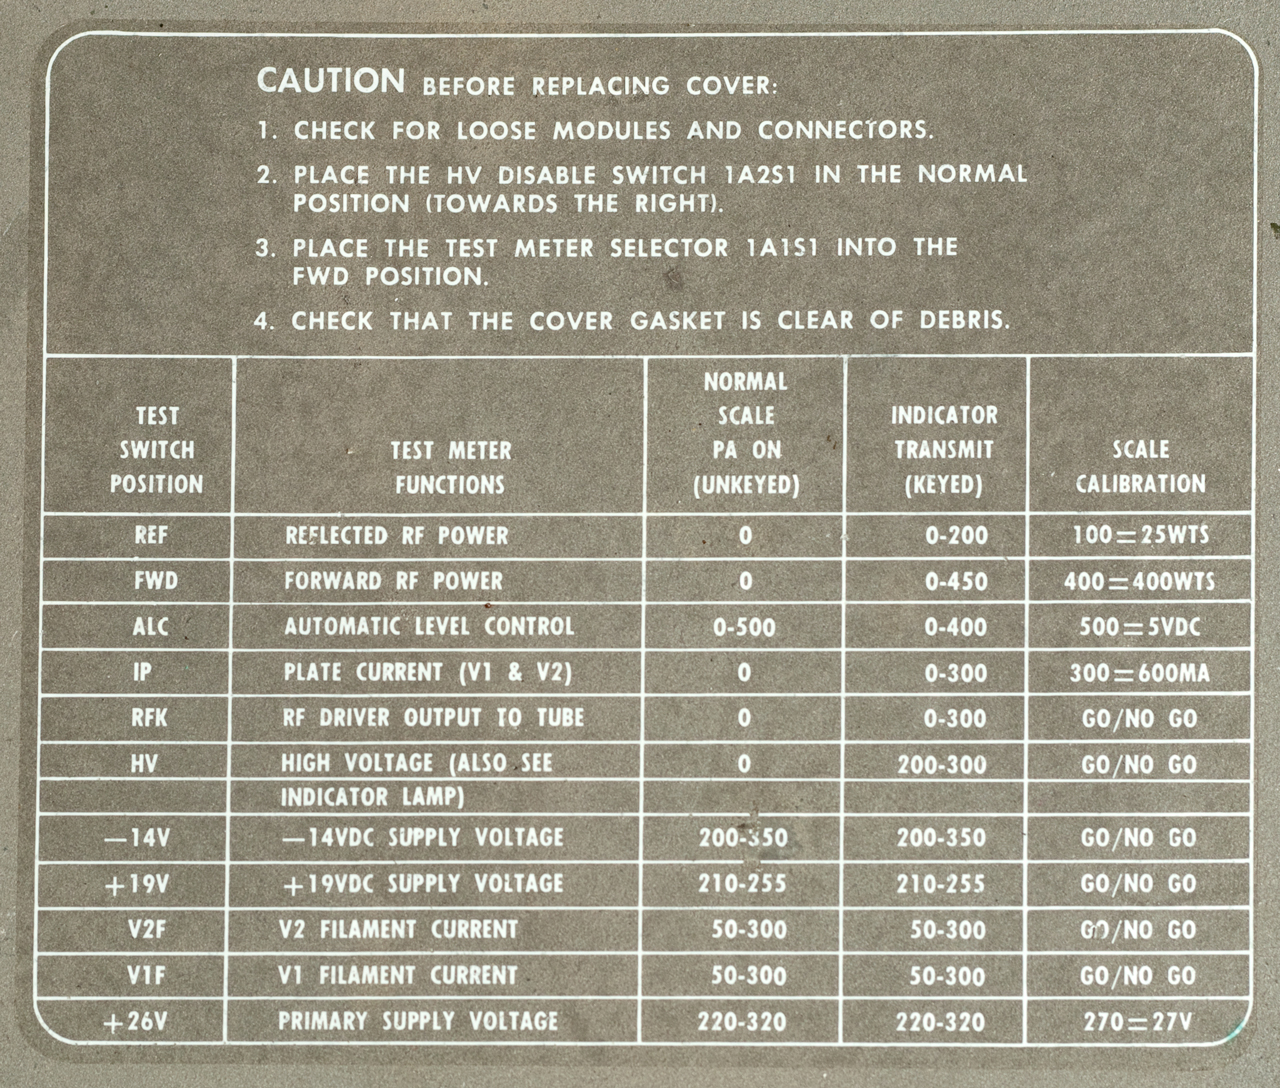 CAUTION BEFORE REPLACING COVER:
1. CHECK FOR LOOSE MODULES AND CONNECTORS.
2. PLACE THE HV DISABLE SWITCH 1A2S1 IN THE NORMAL
POSITION (TOWARDS THE RIGHT).
3. PLACE THE TEST METER SELECTOR 1A1S1 INTO THE
FWD POSITION.
4. CHECK THAT THE COVER GASKET IS CLEAR OF DEBRIS.
TEST
SWITCH
POSITION
TEST METER
FUNCTIONS
NORMAL
SCALE
PA ON
(UNKEYED)
INDICATOR
TRANSMIT
(KEYED)
SCALE
CALIBRATION
REF REFLECTED RF POWER 0 0-200 100=25WTS
FWD FORWARD RF POWER 0 0-450 400=400WTS
ALC AUTOMATIC LEVEL CONTROL 0-500 0-400 500=5VDC
IP PLATE CURRENT (V1 & V2) 0 0-300 300=600MA
RFK RF DRIVER OUTPUT TO TUBE 0 0-300 GO/NO GO
HV HIGH VOLTAGE (ALSO SEE 0 200-300 GO/NO GO
INDICATOR LAMP)
—14V —14VDC SUPPLY VOLTAGE 200-350 200-350 GO/NO GO
+19V +19VDC SUPPLY VOLTAGE 210-255 210-255 GO/NO GO
V2F V2 FILAMENT CURRENT 50-300 50-300 GO/NO GO
V1F V1 FILAMENT CURRENT 50-300 50-300 GO/NO GO
+26V PRIMARY SUPPLY VOLTAGE 220-320 220-320 270=27V